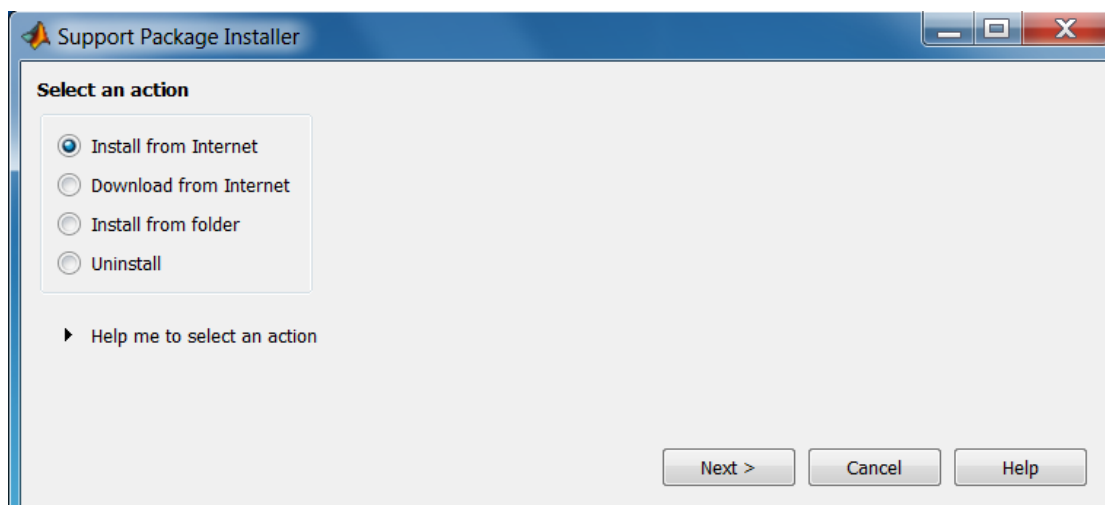 Support Package Installer
Select an action
Install from Internet
Download from Internet
Install from folder
Uninstall
Help me to select an action
Next > Cancel Help